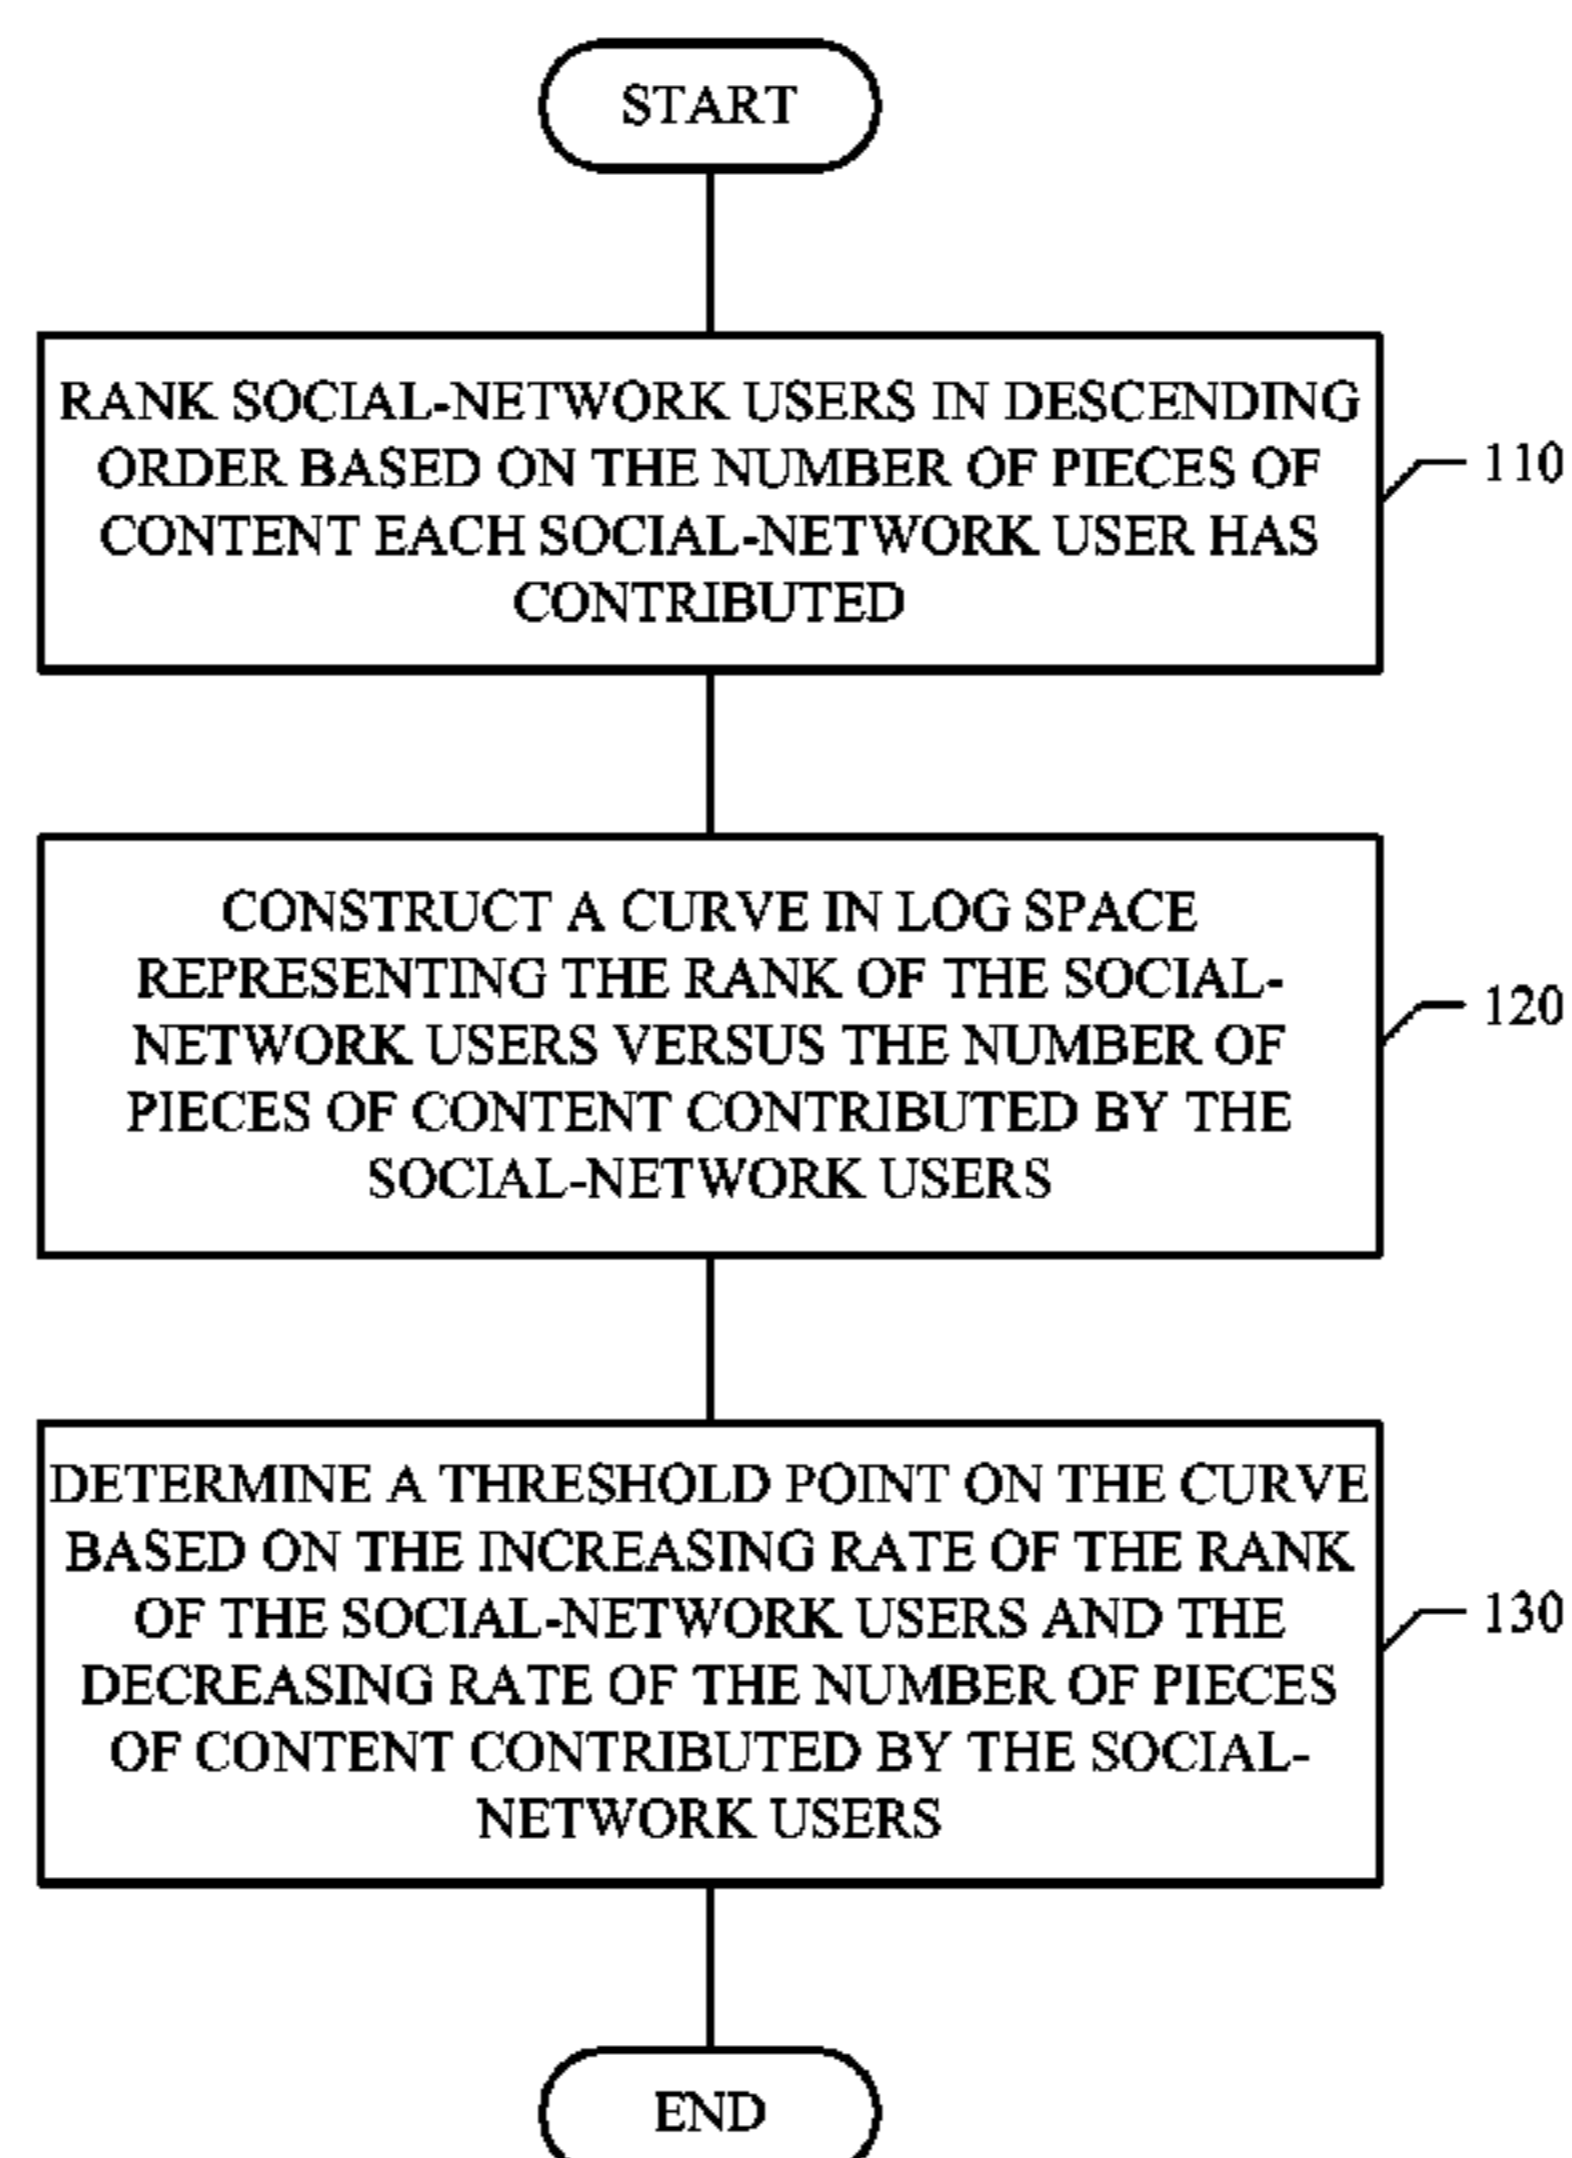 START
RANK SOCIAL-NETWORK USERS IN DESCENDING
ORDER BASED ON THE NUMBER OF PIECES OF
CONTENT EACH SOCIAL-NETWORK USER HAS
CONTRIBUTED
110
CONSTRUCT A CURVE IN LOG SPACE
REPRESENTING THE RANK OF THE SOCIAL-
NETWORK USERS VERSUS THE NUMBER OF
PIECES OF CONTENT CONTRIBUTED BY THE
SOCIAL-NETWORK USERS
120
DETERMINE A THRESHOLD POINT ON THE CURVE
BASED ON THE INCREASING RATE OF THE RANK
OF THE SOCIAL-NETWORK USERS AND THE
DECREASING RATE OF THE NUMBER OF PIECES
OF CONTENT CONTRIBUTED BY THE SOCIAL-
NETWORK USERS
130
END